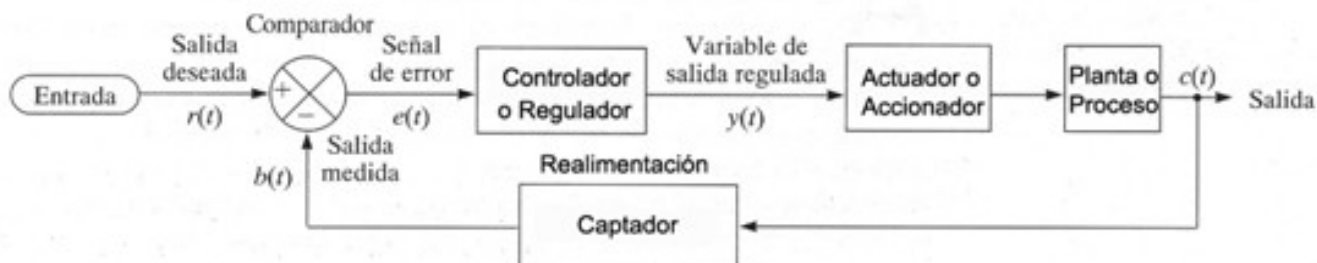 Comparador
Entrada
Salida
deseada
r(t)
+
−
Señal
de error
e(t)
Controlador
o Regulador
Variable de
salida regulada
y(t)
Actuador o
Accionador
Planta o
Proceso
c(t)
Salida
b(t)
Salida
medida
Realimentación
Captador